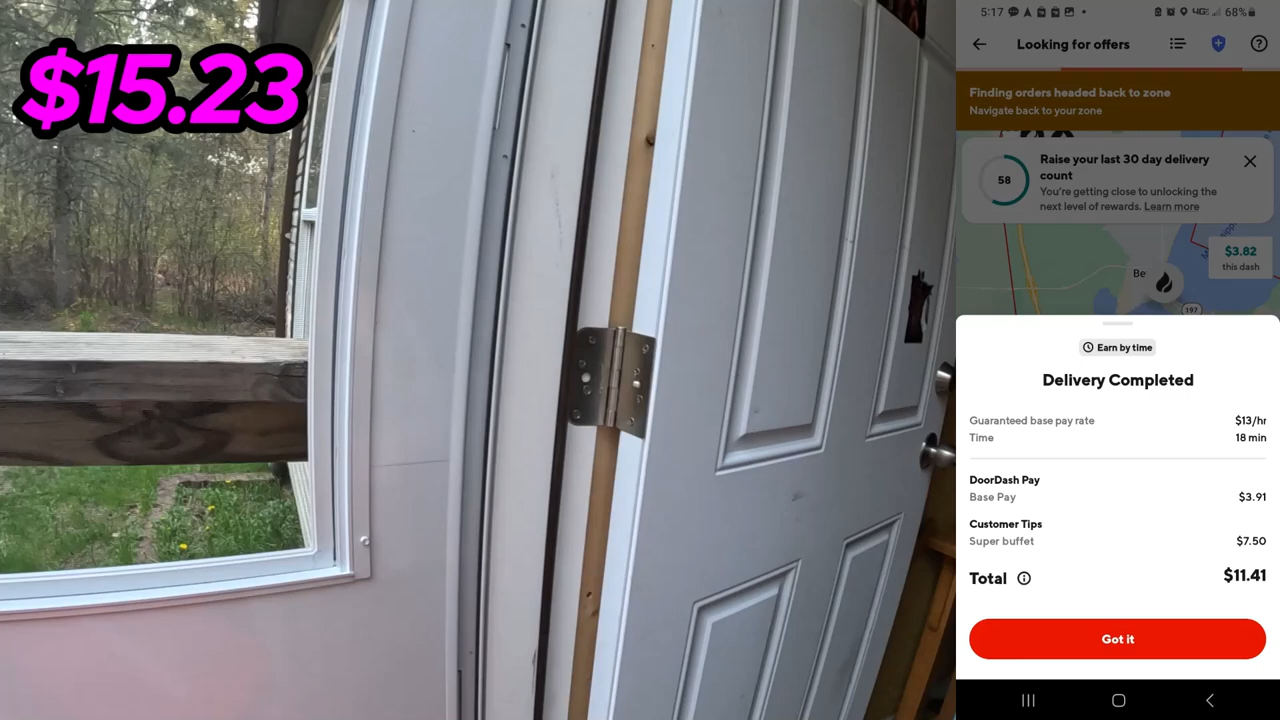 $15.23
5:17
4GE
68%
Looking for offers
Finding orders headed back to zone
Navigate back to your zone
58
Raise your last 30 day delivery
count
You're getting close to unlocking the
next level of rewards. Learn more
$3.82
this dash
Be
197
Earn by time
Delivery Completed
Guaranteed base pay rate $13/hr
Time 18 min
DoorDash Pay
Base Pay $3.91
Customer Tips
Super buffet $7.50
Total $11.41
Got it